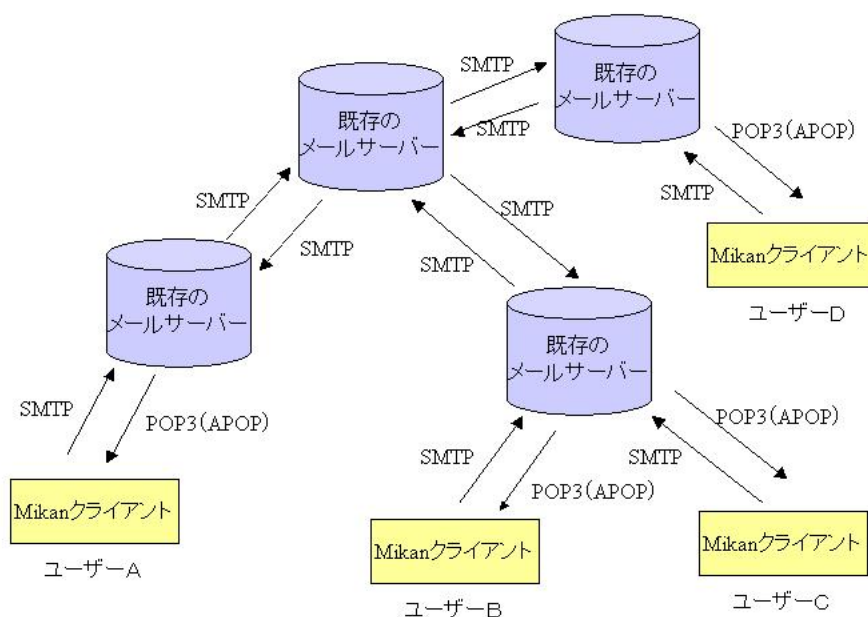 SMTP
既存の
メールサーバー
既存の
メールサーバー
SMTP
POP3(APOP)
SMTP
SMTP
SMTP
SMTP
SMTP
Mikanクライアント
ユーザーD
既存の
メールサーバー
既存の
メールサーバー
SMTP
POP3(APOP)
POP3(APOP)
SMTP
SMTP
POP3(APOP)
Mikanクライアント
ユーザーA
Mikanクライアント
ユーザーB
Mikanクライアント
ユーザーC